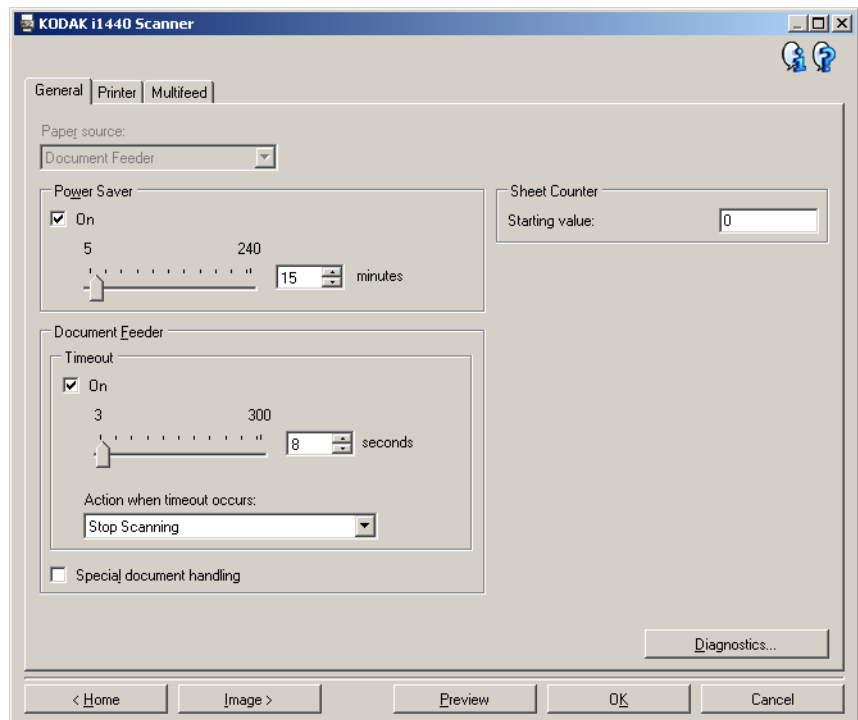 KODAK i1440 Scanner
General Printer Multifeed
Paper source:
Document Feeder
Power Saver
On
5 240
15 minutes
Sheet Counter
Starting value: 0
Document Feeder
Timeout
On
3 300
8 seconds
Action when timeout occurs:
Stop Scanning
Special document handling
Diagnostics...
< Home Image > Preview OK Cancel